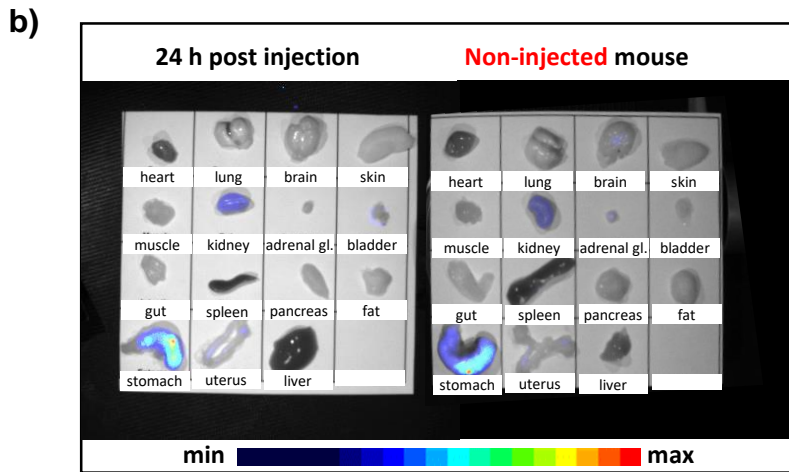 b)
24 h post injection Non-injected mouse
heart lung brain skin heart lung brain skin
muscle kidney adrenal gl. bladder muscle kidney adrenal gl. bladder
gut spleen pancreas fat gut spleen pancreas fat
stomach uterus liver stomach uterus liver
min max